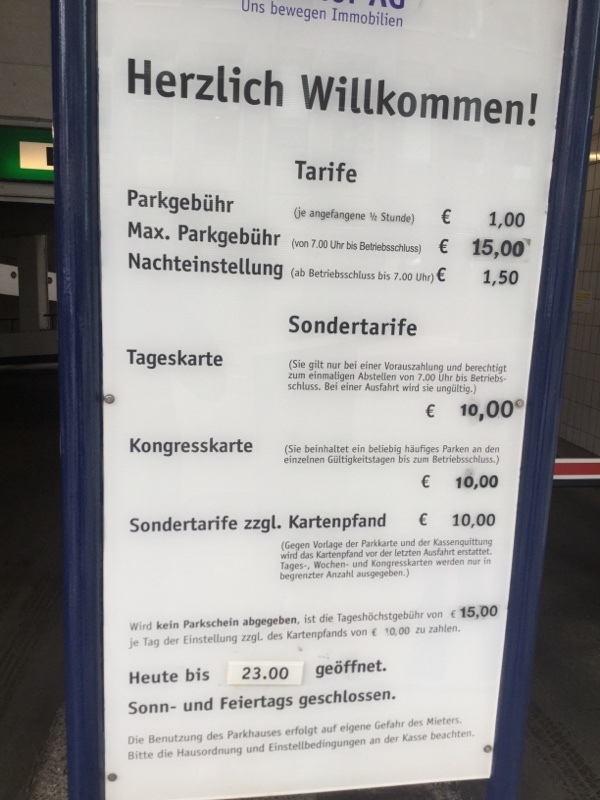 AG
Uns bewegen Immobilien
Herzlich Willkommen!
Tarife
Parkgebühr (je angefangene ½ Stunde) € 1,00
Max. Parkgebühr (von 7.00 Uhr bis Betriebsschluss) € 15,00
Nachteinstellung (ab Betriebsschluss bis 7.00 Uhr) € 1,50
Sondertarife
Tageskarte (Sie gilt nur bei einer Vorauszahlung und berechtigt
zum einmaligen Abstellen von 7.00 Uhr bis Betriebs-
schluss. Bei einer Ausfahrt wird sie ungültig.)
€ 10,00
Kongresskarte (Sie beinhaltet ein beliebig häufiges Parken an den
einzelnen Gültigkeitstagen bis zum Betriebsschluss.)
€ 10,00
Sondertarife zzgl. Kartenpfand € 10,00
(Gegen Vorlage der Parkkarte und der Kassenquittung
wird das Kartenpfand vor der letzten Ausfahrt erstattet.
Tages-, Wochen- und Kongresskarten werden nur in
begrenzter Anzahl ausgegeben.)
Wird kein Parkschein abgegeben, ist die Tageshöchstgebühr von € 15,00
je Tag der Einstellung zzgl. des Kartenpfands von € 10,00 zu zahlen.
Heute bis 23.00 geöffnet.
Sonn- und Feiertags geschlossen.
Die Benutzung des Parkhauses erfolgt auf eigene Gefahr des Mieters.
Bitte die Hausordnung und Einstellbedingungen an der Kasse beachten.